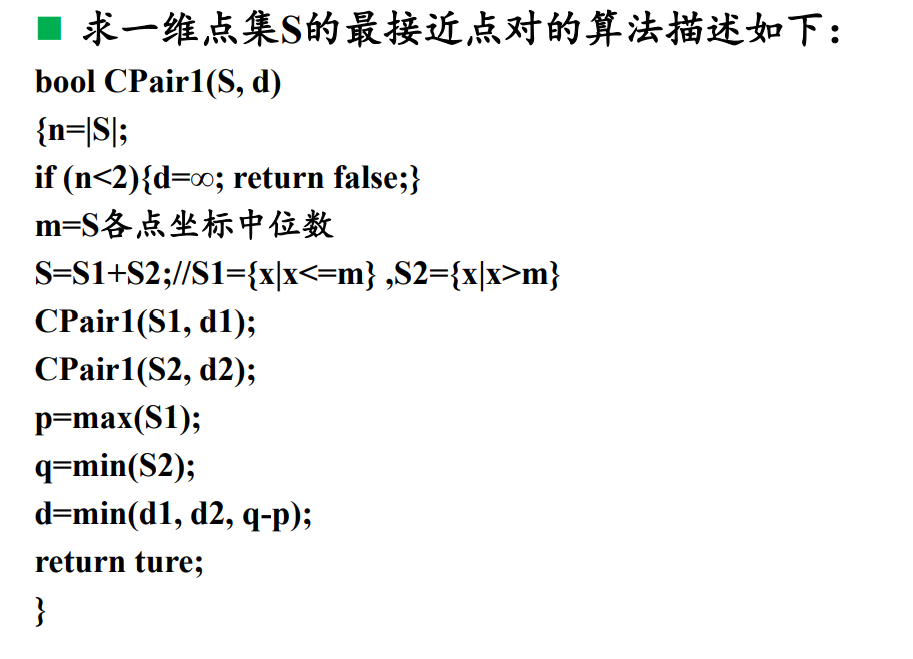 求一维点集S的最接近点对的算法描述如下：
bool CPair1(S, d)
{n=|S|;
if (n<2){d=∞; return false;}
m=S各点坐标中位数
S=S1+S2;//S1={x|x<=m} ,S2={x|x>m}
CPair1(S1, d1);
CPair1(S2, d2);
p=max(S1);
q=min(S2);
d=min(d1, d2, q-p);
return ture;
}